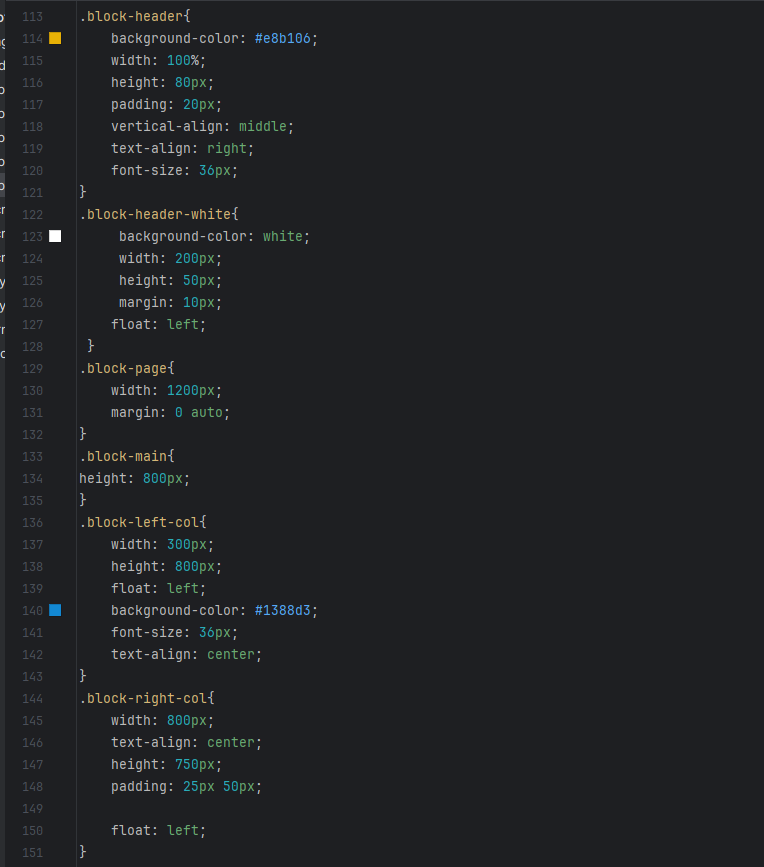 113 .block-header{
114     background-color: #e8b106;
115     width: 100%;
116     height: 80px;
117     padding: 20px;
118     vertical-align: middle;
119     text-align: right;
120     font-size: 36px;
121 }
122 .block-header-white{
123      background-color: white;
124      width: 200px;
125      height: 50px;
126      margin: 10px;
127     float: left;
128  }
129 .block-page{
130     width: 1200px;
131     margin: 0 auto;
132 }
133 .block-main{
134 height: 800px;
135 }
136 .block-left-col{
137     width: 300px;
138     height: 800px;
139     float: left;
140     background-color: #1388d3;
141     font-size: 36px;
142     text-align: center;
143 }
144 .block-right-col{
145     width: 800px;
146     text-align: center;
147     height: 750px;
148     padding: 25px 50px;
149
150     float: left;
151 }